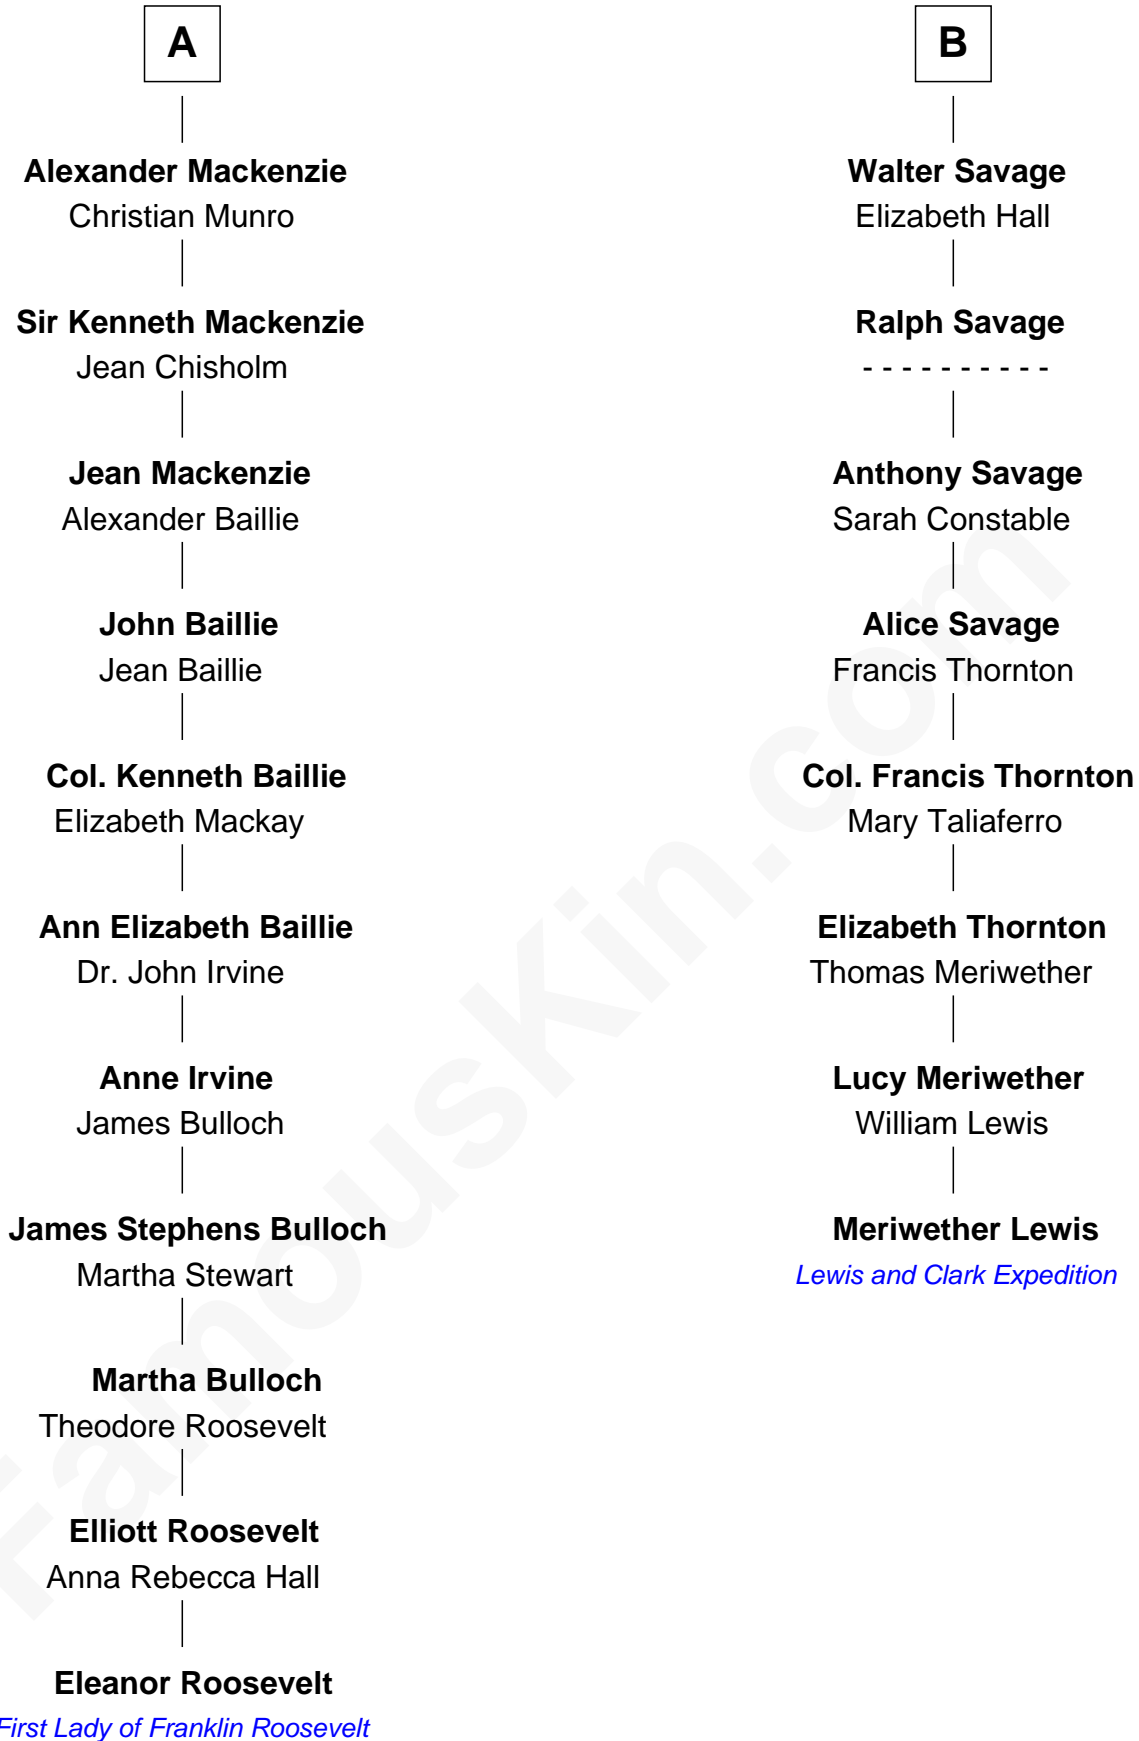 A
Alexander Mackenzie
Christian Munro
Sir Kenneth Mackenzie
Jean Chisholm
Jean Mackenzie
Alexander Baillie
John Baillie
Jean Baillie
Col. Kenneth Baillie
Elizabeth Mackay
Ann Elizabeth Baillie
Dr. John Irvine
Anne Irvine
James Bulloch
James Stephens Bulloch
Martha Stewart
Martha Bulloch
Theodore Roosevelt
Elliott Roosevelt
Anna Rebecca Hall
Eleanor Roosevelt
First Lady of Franklin Roosevelt
B
Walter Savage
Elizabeth Hall
Ralph Savage
- - - - - - - - - -
Anthony Savage
Sarah Constable
Alice Savage
Francis Thornton
Col. Francis Thornton
Mary Taliaferro
Elizabeth Thornton
Thomas Meriwether
Lucy Meriwether
William Lewis
Meriwether Lewis
Lewis and Clark Expedition
FamousKin.com